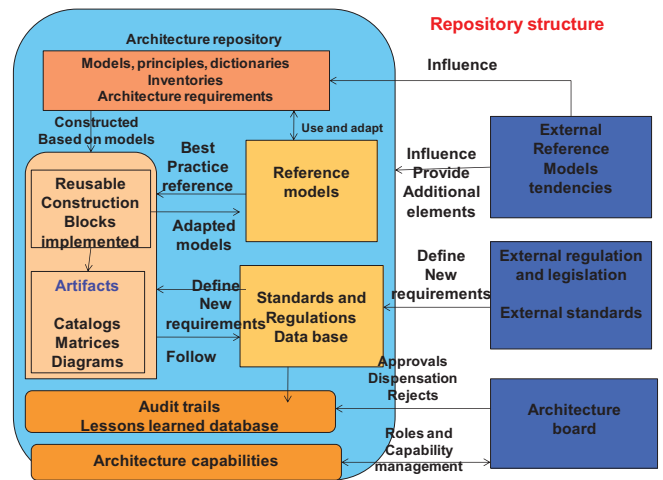 Repository structure
Architecture repository
Models, principles, dictionaries
Inventories
Architecture requirements
Influence
Constructed
Based on models
Use and adapt
Best
Practice
reference
Reference
models
Influence
Provide
Additional
elements
External
Reference
Models
tendencies
Reusable
Construction
Blocks
implemented
Adapted
models
Artifacts
Catalogs
Matrices
Diagrams
Define
New
requirements
Follow
Standards and
Regulations
Data base
Define
New
requirements
External regulation
and legislation
External standards
Approvals
Dispensation
Rejects
Audit trails
Lessons learned database
Architecture
board
Architecture capabilities
Roles and
Capability
management